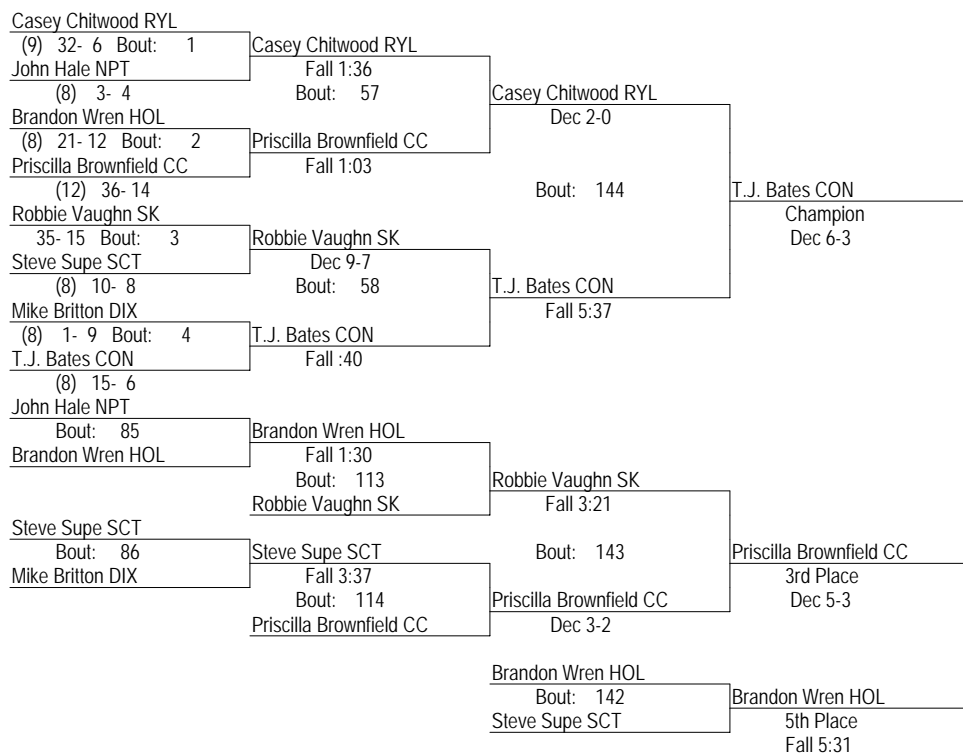 Casey Chitwood RYL
(9) 32- 6 Bout: 1
John Hale NPT
(8) 3- 4
Brandon Wren HOL
(8) 21- 12 Bout: 2
Priscilla Brownfield CC
(12) 36- 14
Robbie Vaughn SK
35- 15 Bout: 3
Steve Supe SCT
(8) 10- 8
Mike Britton DIX
(8) 1- 9 Bout: 4
T.J. Bates CON
(8) 15- 6
Casey Chitwood RYL
Fall 1:36
Bout: 57
Priscilla Brownfield CC
Fall 1:03
Robbie Vaughn SK
Dec 9-7
Bout: 58
T.J. Bates CON
Fall :40
Casey Chitwood RYL
Dec 2-0
Bout: 144
T.J. Bates CON
Fall 5:37
T.J. Bates CON
Champion
Dec 6-3
John Hale NPT
Bout: 85
Brandon Wren HOL
Steve Supe SCT
Bout: 86
Mike Britton DIX
Brandon Wren HOL
Fall 1:30
Bout: 113
Robbie Vaughn SK
Steve Supe SCT
Fall 3:37
Bout: 114
Priscilla Brownfield CC
Robbie Vaughn SK
Fall 3:21
Bout: 143
Priscilla Brownfield CC
Dec 3-2
Priscilla Brownfield CC
3rd Place
Dec 5-3
Brandon Wren HOL
Bout: 142
Steve Supe SCT
Brandon Wren HOL
5th Place
Fall 5:31